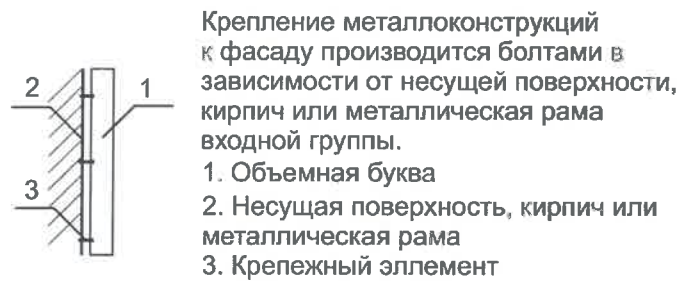 Крепление металлоконструкций
к фасаду производится болтами в
зависимости от несущей поверхности,
кирпич или металлическая рама
входной группы.
1. Объемная буква
2. Несущая поверхность, кирпич или
металлическая рама
3. Крепежный эллемент
2
1
3